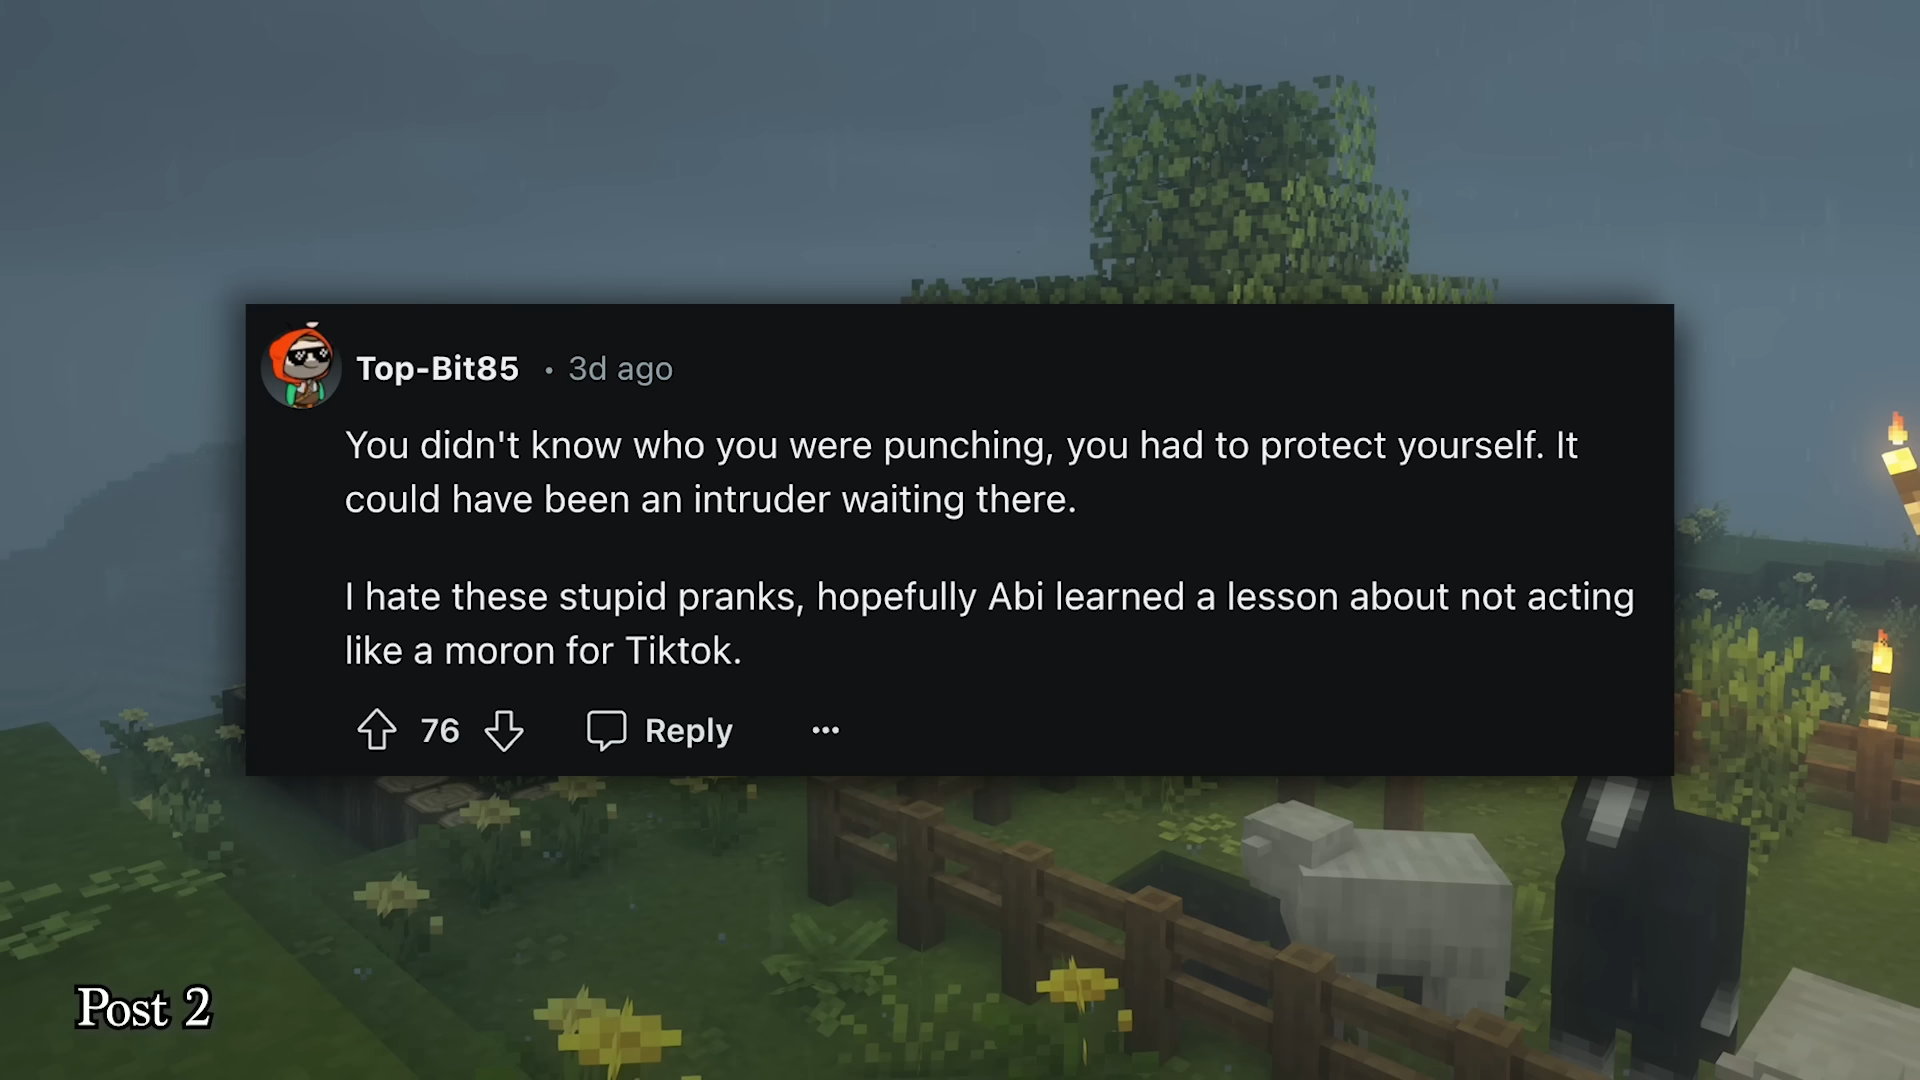 Top-Bit85 • 3d ago
You didn't know who you were punching, you had to protect yourself. It
could have been an intruder waiting there.
I hate these stupid pranks, hopefully Abi learned a lesson about not acting
like a moron for Tiktok.
76 Reply ...
Post 2